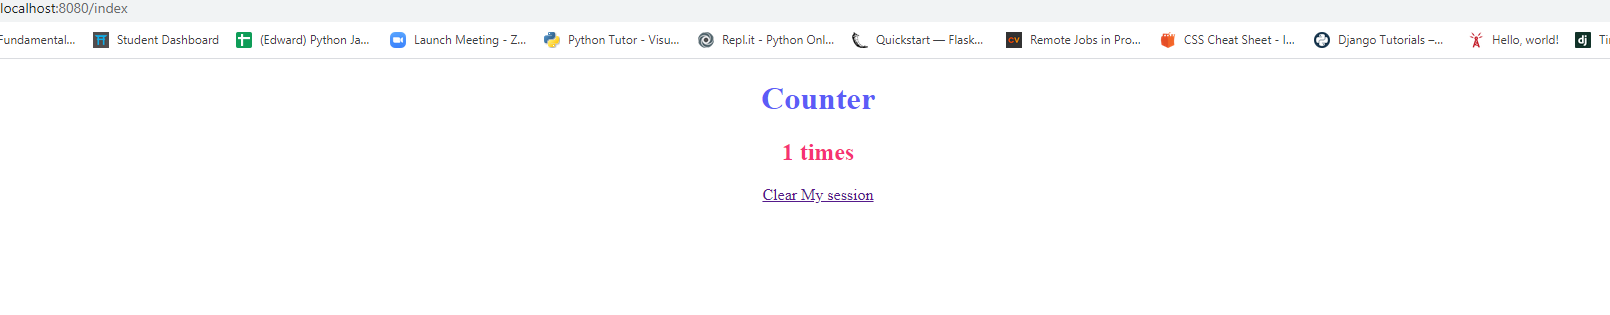 localhost:8080/index
Fundamental... Student Dashboard (Edward) Python Ja... Launch Meeting - Z... Python Tutor - Visu... Repl.it - Python Onl... Quickstart — Flask... CV Remote Jobs in Pro... CSS Cheat Sheet - I... Django Tutorials –... Hello, world! dj Ti
Counter
1 times
Clear My session